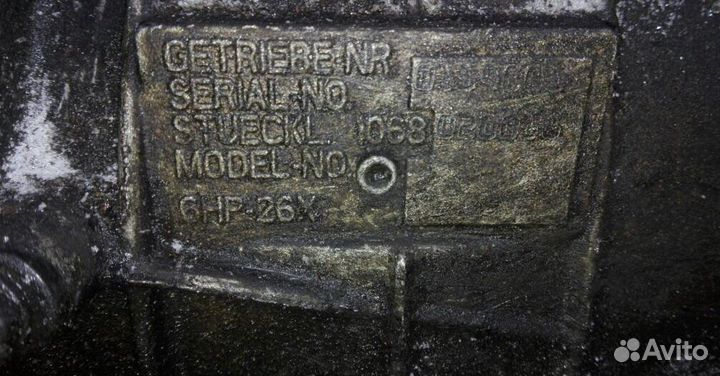 GETRIEBE-NR
SERIAL-NO.
STUECKL. 1068
MODEL-NO.
6HP-26X
Avito